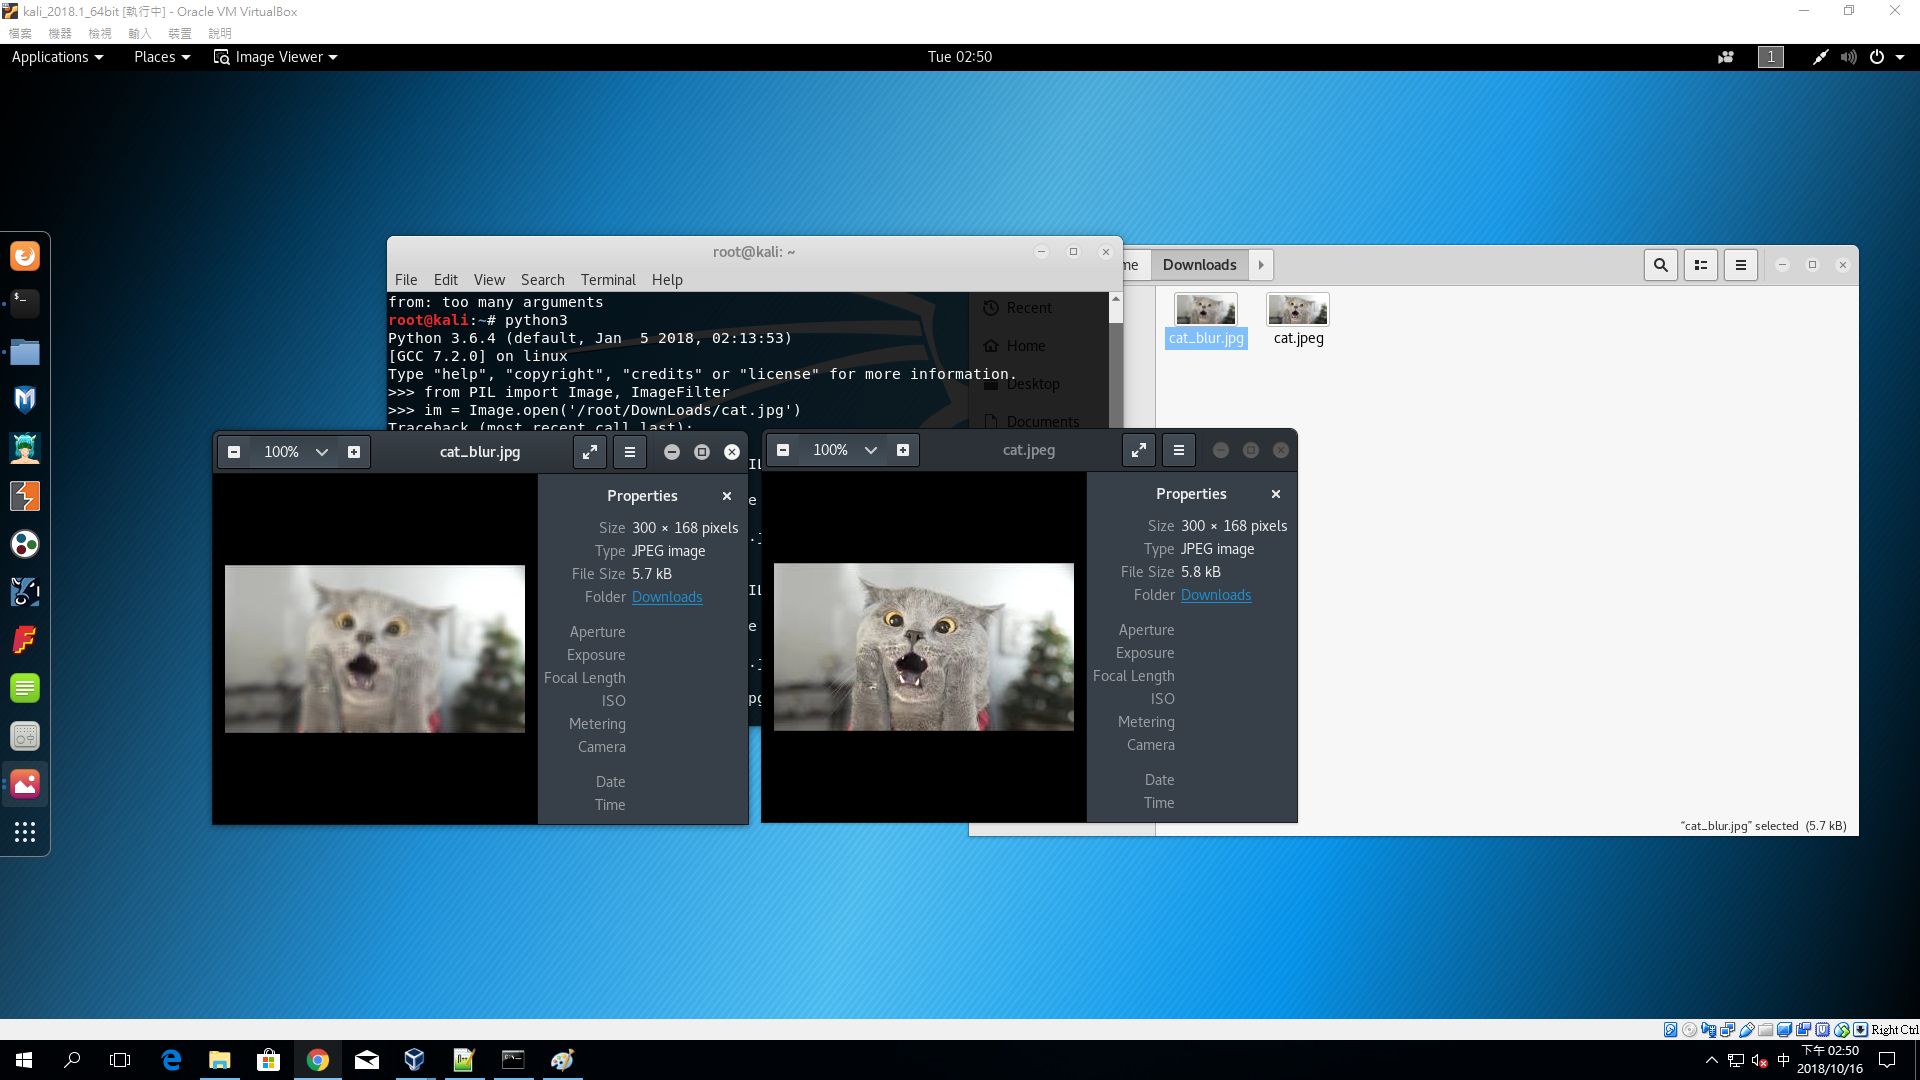 kali_2018.1_64bit [執行中] - Oracle VM VirtualBox
檔案 機器 檢視 輸入 裝置 說明
Applications Places Image Viewer Tue 02:50 1
root@kali: ~
File Edit View Search Terminal Help
from: too many arguments
root@kali:~# python3
Python 3.6.4 (default, Jan  5 2018, 02:13:53)
[GCC 7.2.0] on linux
Type "help", "copyright", "credits" or "license" for more information.
>>> from PIL import Image, ImageFilter
>>> im = Image.open('/root/DownLoads/cat.jpg')
Traceback (most recent call last):
me Downloads
Recent
Home
Desktop
Documents
cat_blur.jpg cat.jpeg
"cat_blur.jpg" selected (5.7 kB)
100% cat_blur.jpg
Properties
Size 300 × 168 pixels
Type JPEG image
File Size 5.7 kB
Folder Downloads
Aperture
Exposure
Focal Length
ISO
Metering
Camera
Date
Time
100% cat.jpeg
Properties
Size 300 × 168 pixels
Type JPEG image
File Size 5.8 kB
Folder Downloads
Aperture
Exposure
Focal Length
ISO
Metering
Camera
Date
Time
Right Ctrl
中
下午 02:50
2018/10/16